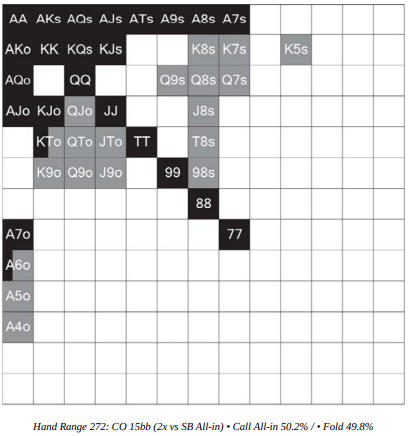 AA AKs AQs AJs ATs A9s A8s A7s
AKo KK KQs KJs K8s K7s K5s
AQo QQ Q9s Q8s Q7s
AJo KJo QJo JJ J8s
KTo QTo JTo TT T8s
K9o Q9o J9o 99 98s
88
A7o 77
A6o
A5o
A4o
Hand Range 272: CO 15bb (2x vs SB All-in) • Call All-in 50.2% / • Fold 49.8%